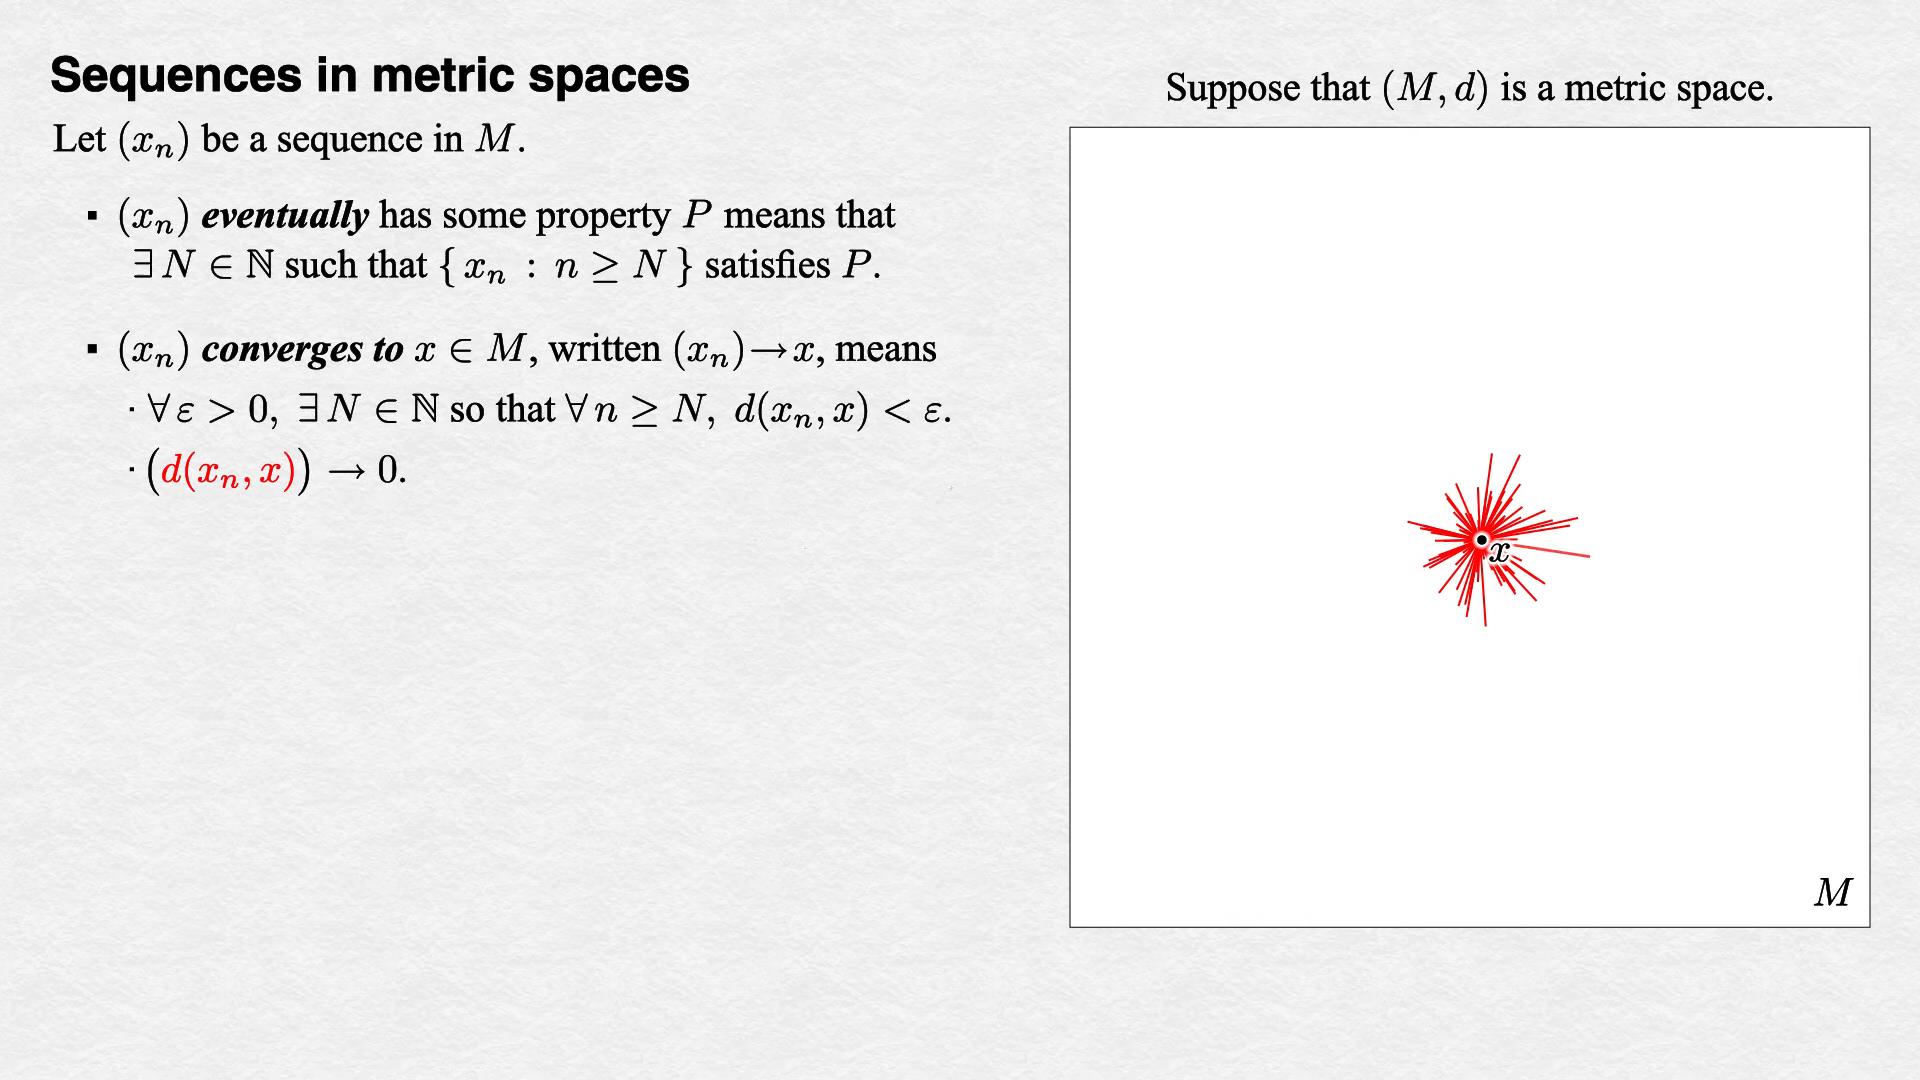 Sequences in metric spaces
Let (xₙ) be a sequence in M.
▪ (xₙ) eventually has some property P means that
∃ N ∈ ℕ such that { xₙ : n ≥ N } satisfies P.
▪ (xₙ) converges to x ∈ M, written (xₙ)→x, means
· ∀ ε > 0, ∃ N ∈ ℕ so that ∀ n ≥ N, d(xₙ, x) < ε.
· (d(xₙ, x)) → 0.
Suppose that (M, d) is a metric space.
x
M